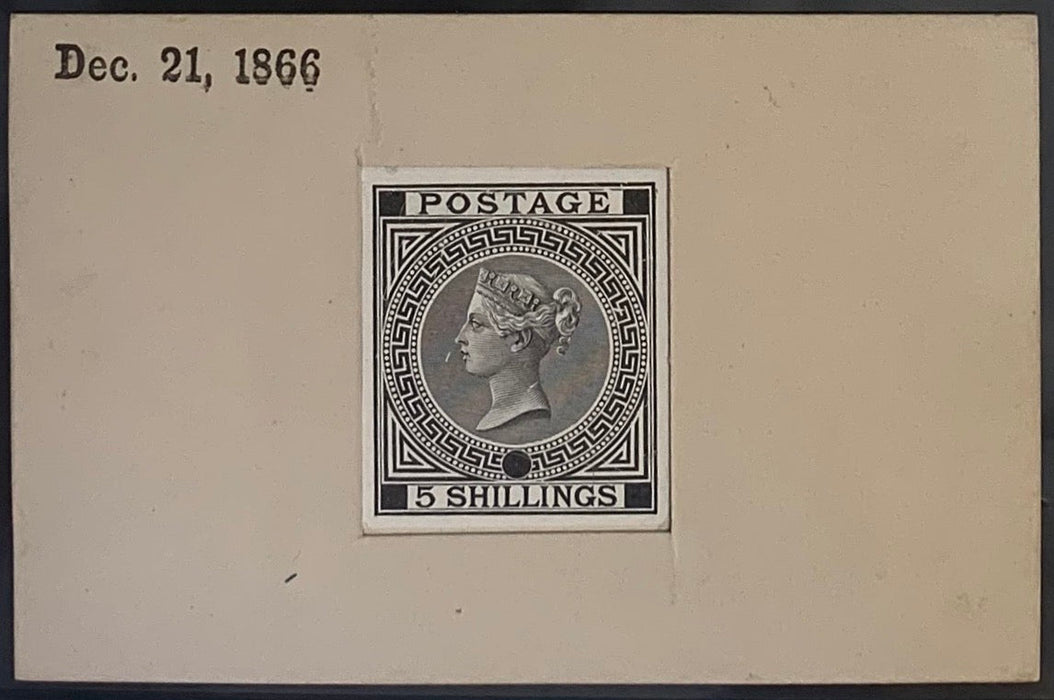 Dec. 21, 1866
POSTAGE
5 SHILLINGS